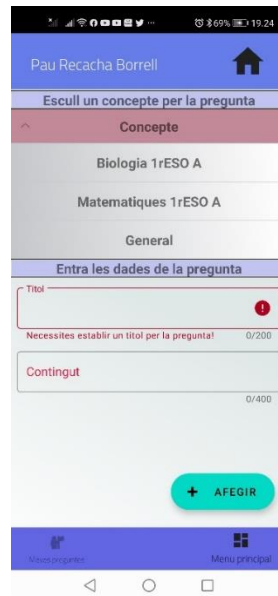 69% 19.24
Pau Recacha Borrell
Escull un concepte per la pregunta
Concepte
Biologia 1rESO A
Matematiques 1rESO A
General
Entra les dades de la pregunta
Títol
Necessites establir un títol per la pregunta! 0/200
Contingut
0/400
+ AFEGIR
Meves preguntes Menu principal